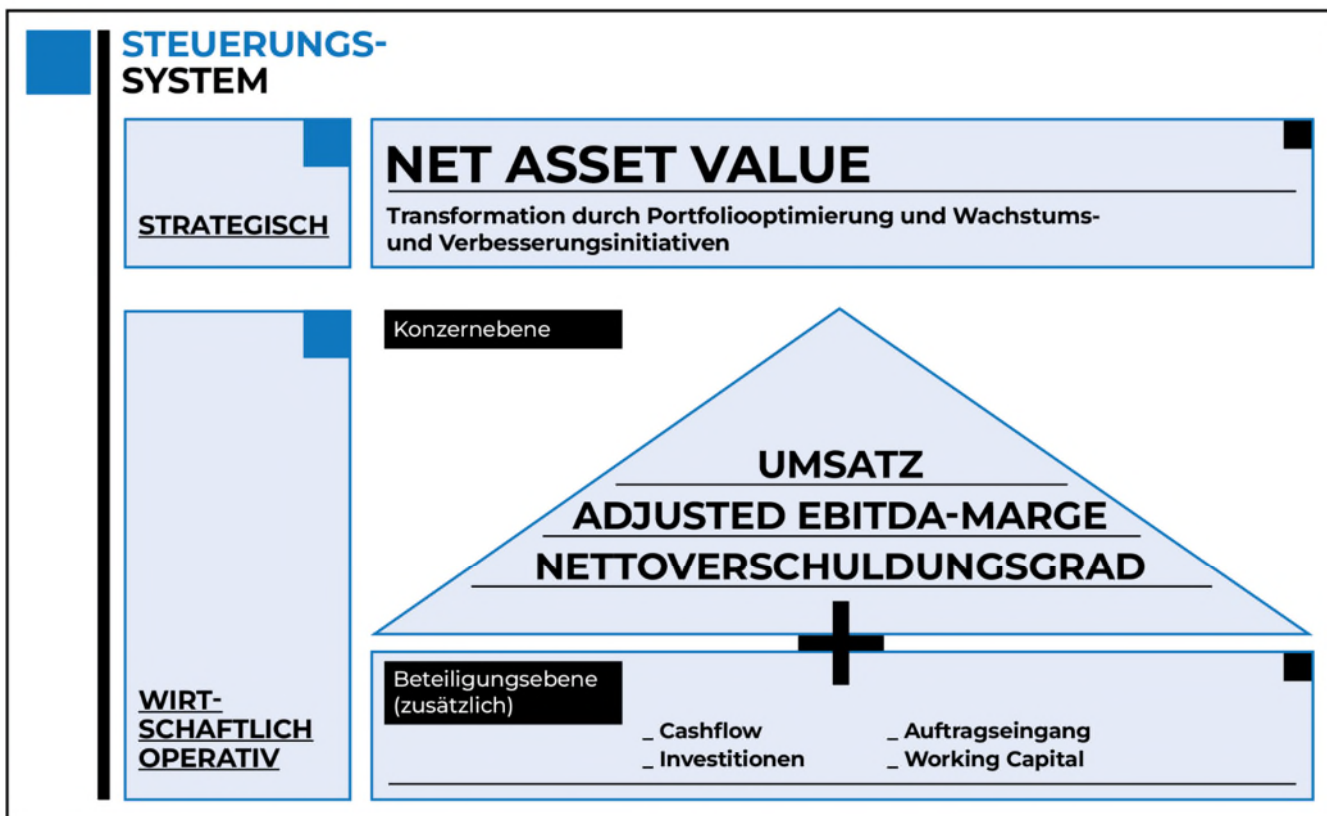 STEUERUNGS-
SYSTEM
STRATEGISCH
NET ASSET VALUE
Transformation durch Portfoliooptimierung und Wachstums-
und Verbesserungsinitiativen
Konzernebene
UMSATZ
ADJUSTED EBITDA-MARGE
NETTOVERSCHULDUNGSGRAD
WIRT-
SCHAFTLICH
OPERATIV
Beteiligungsebene
(zusätzlich)
_ Cashflow
_ Investitionen
_ Auftragseingang
_ Working Capital